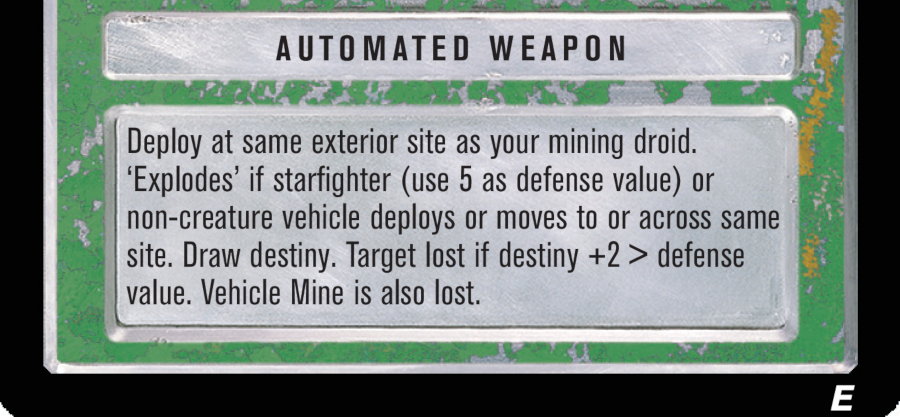 AUTOMATED WEAPON
Deploy at same exterior site as your mining droid.
‘Explodes’ if starfighter (use 5 as defense value) or
non-creature vehicle deploys or moves to or across same
site. Draw destiny. Target lost if destiny +2 > defense
value. Vehicle Mine is also lost.
E